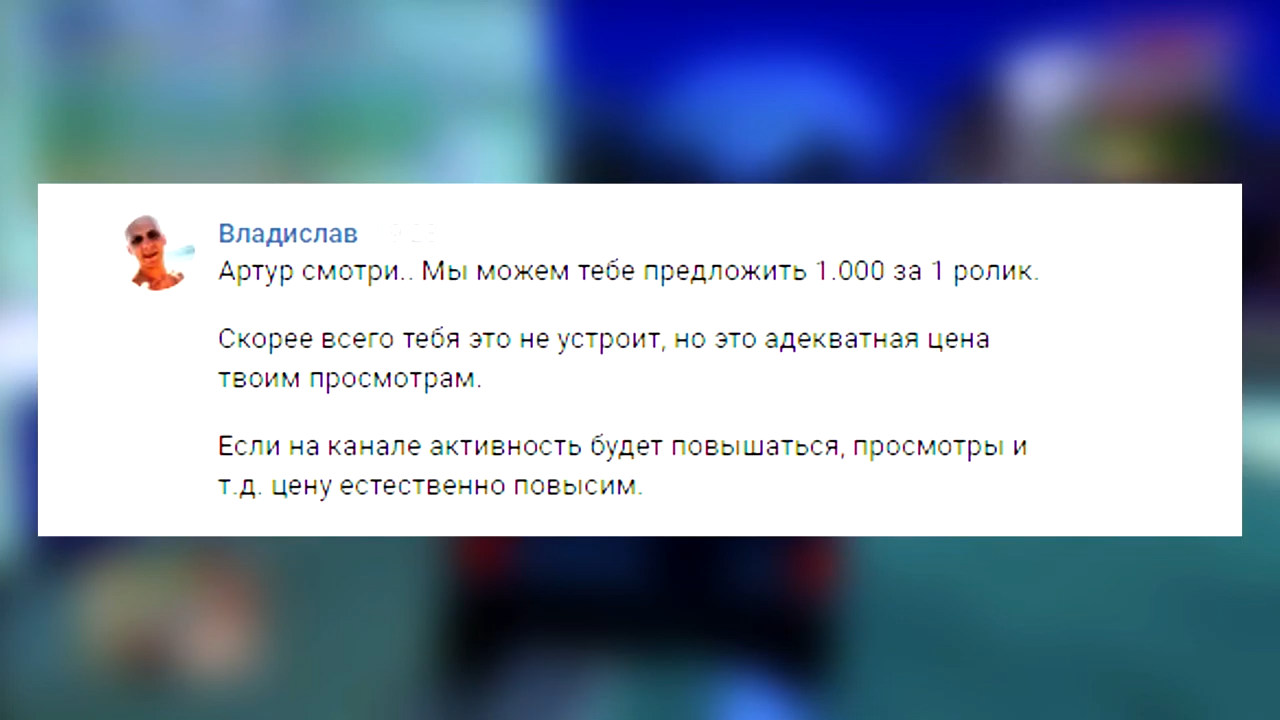 Владислав
Артур смотри.. Мы можем тебе предложить 1.000 за 1 ролик.
Скорее всего тебя это не устроит, но это адекватная цена
твоим просмотрам.
Если на канале активность будет повышаться, просмотры и
т.д. цену естественно повысим.